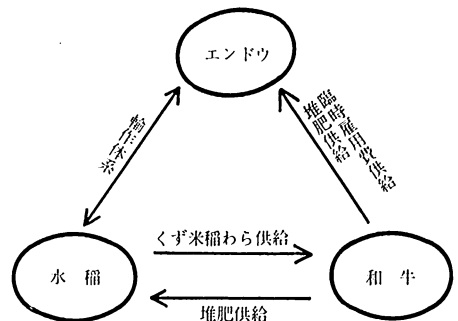 エンドウ
輪作体系
臨時雇用費供給
堆肥供給
くず米稲わら供給
水稲
和牛
堆肥供給